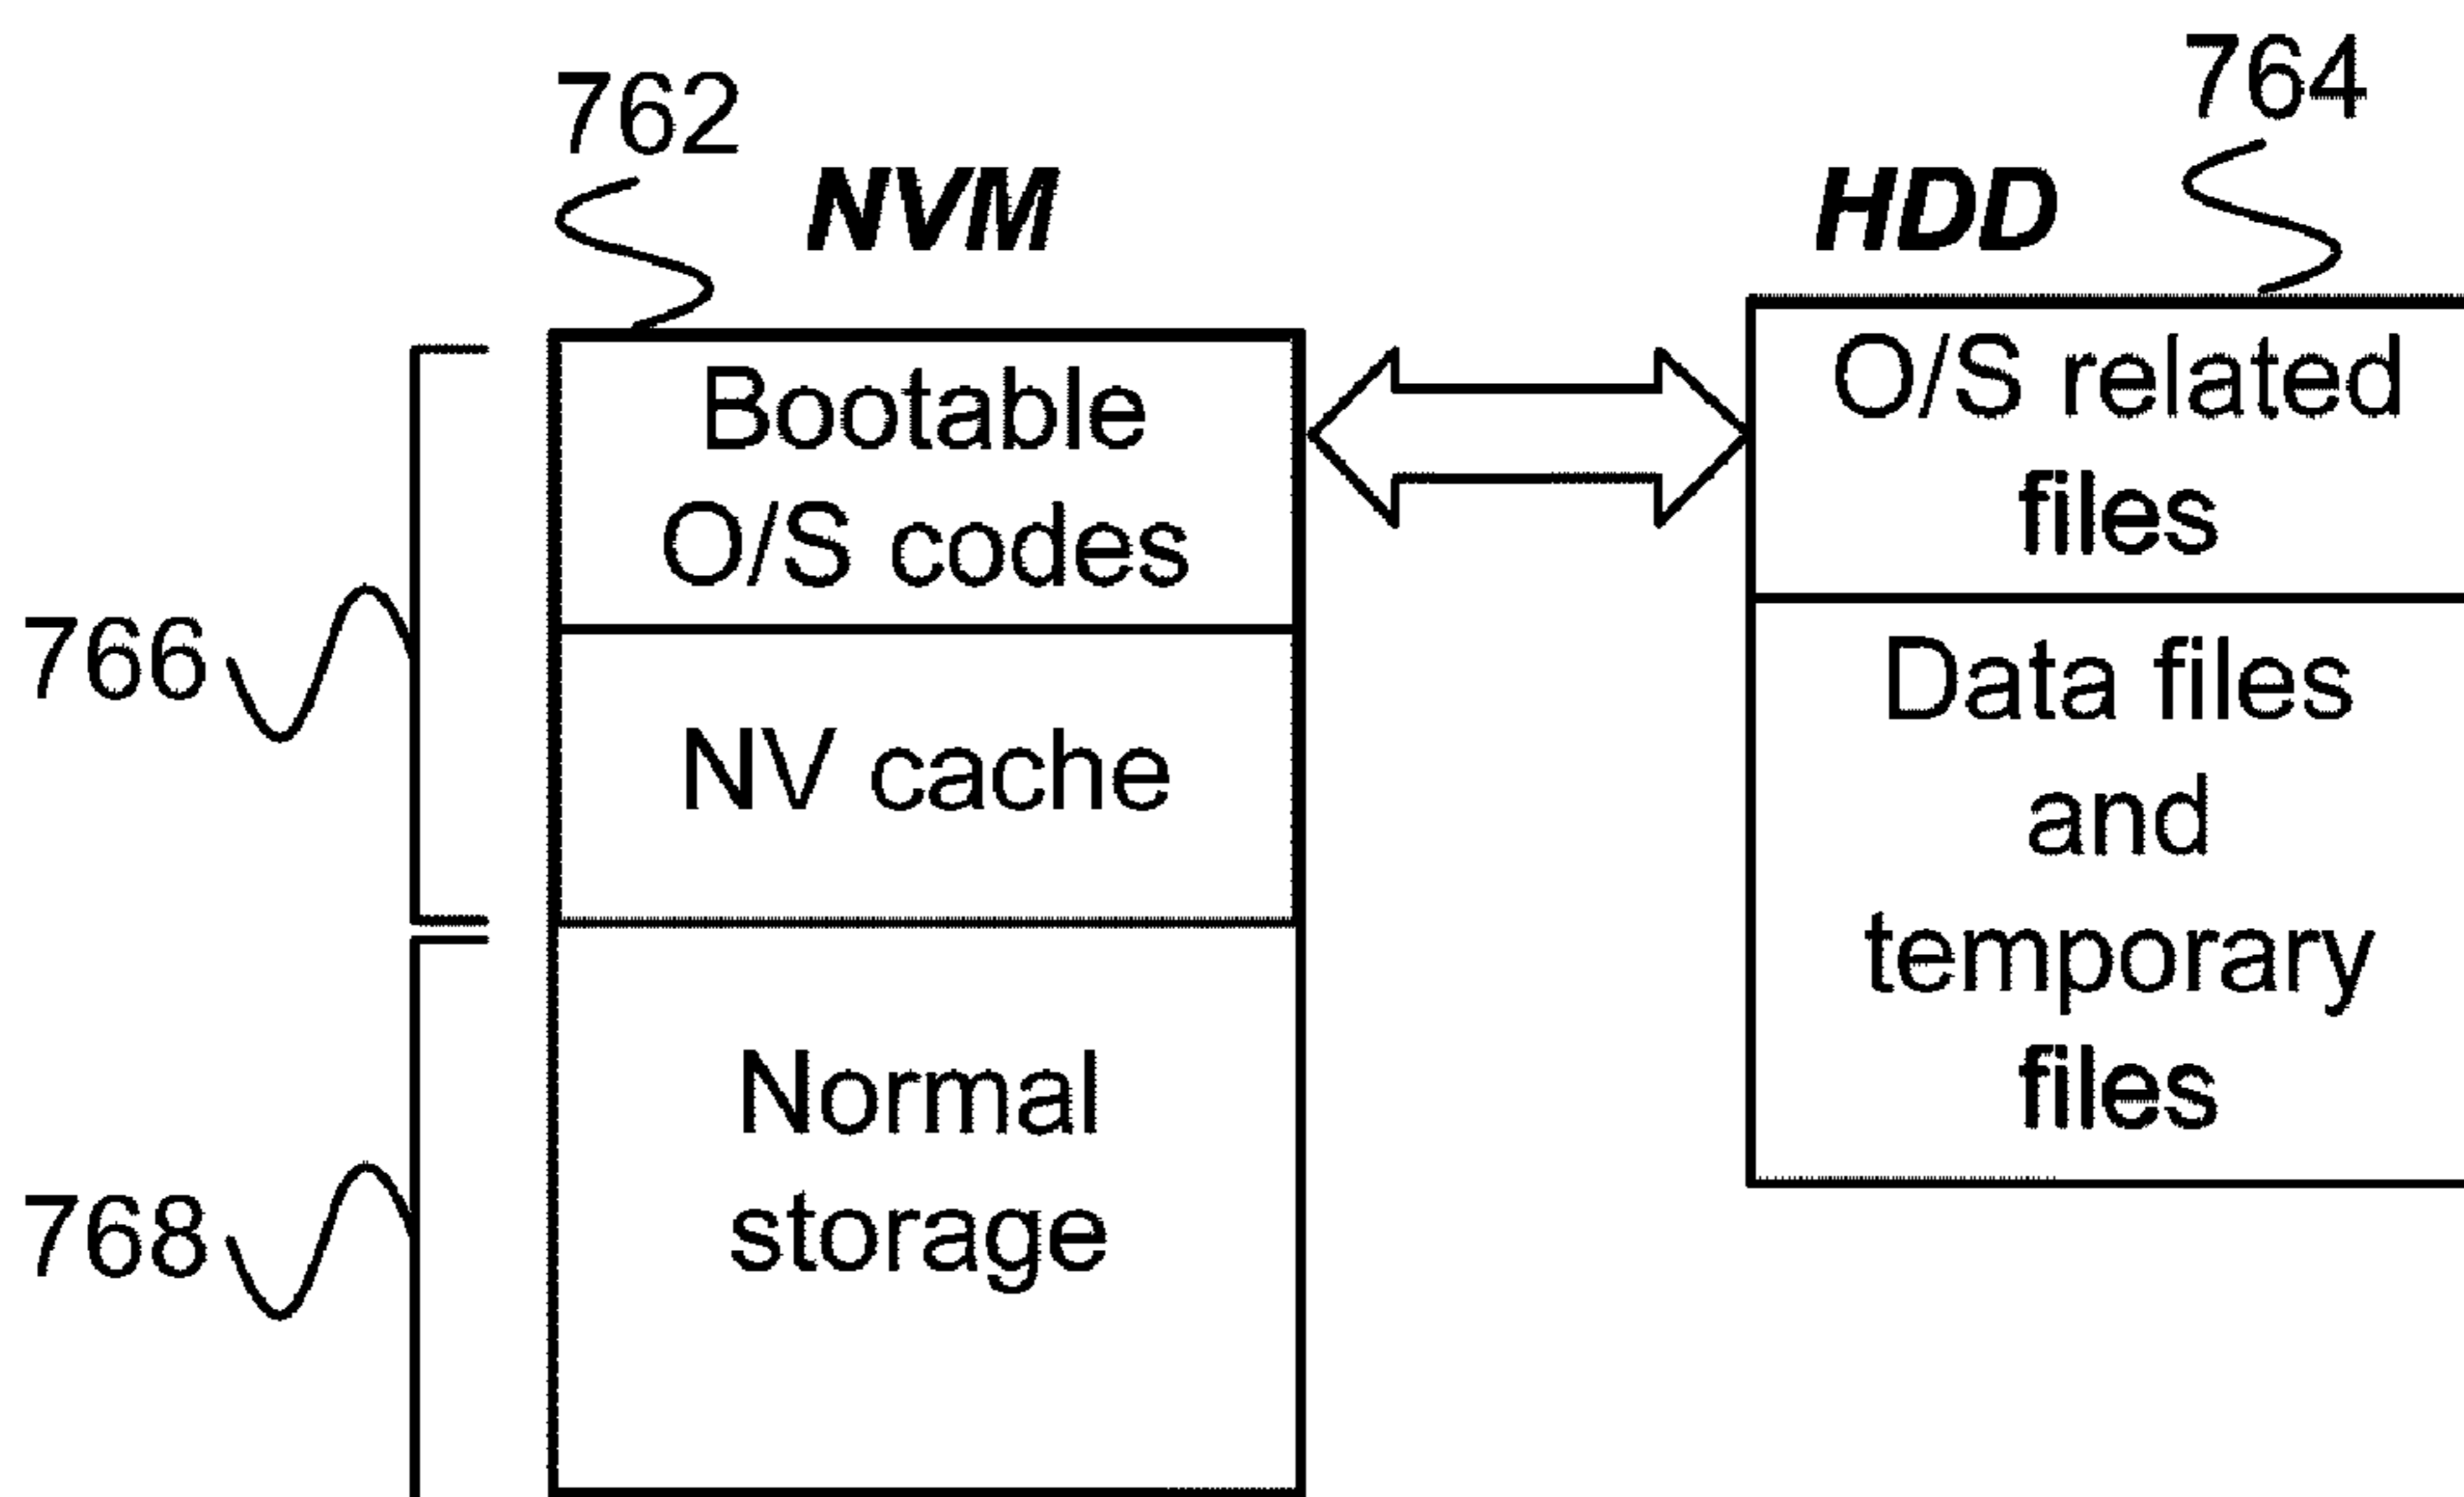 762
764
NVM
HDD
Bootable
O/S codes
O/S related
files
766
NV cache
Data files
and
temporary
files
Normal
storage
768